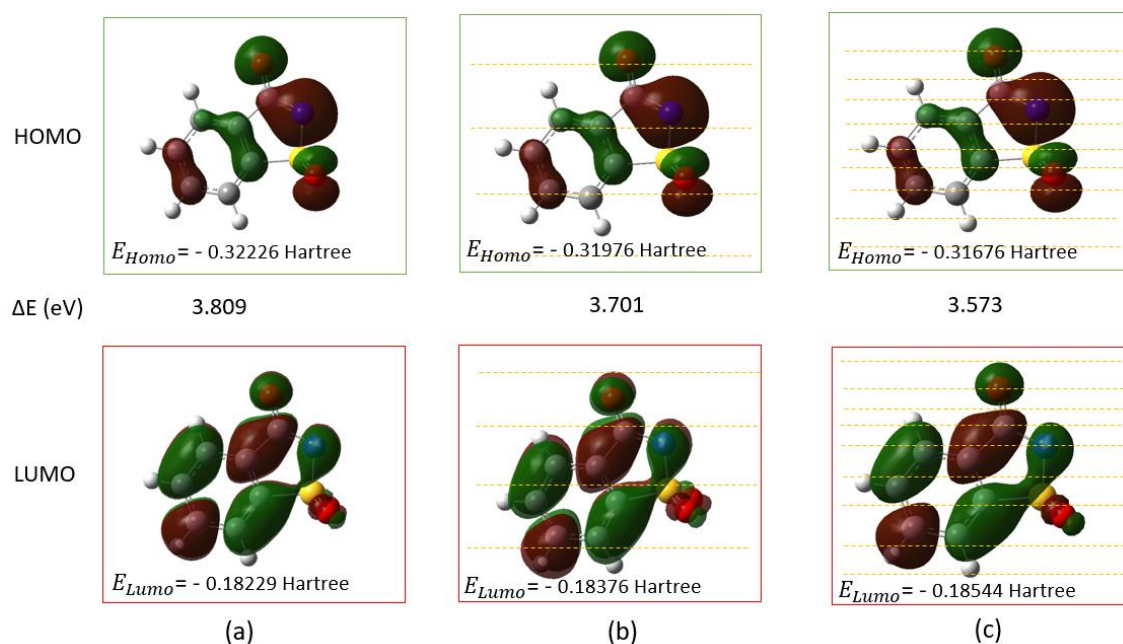 HOMO
E_Homo = - 0.32226 Hartree
E_Homo = - 0.31976 Hartree
E_Homo = - 0.31676 Hartree
ΔE (eV) 3.809 3.701 3.573
LUMO
E_Lumo = - 0.18229 Hartree
E_Lumo = - 0.18376 Hartree
E_Lumo = - 0.18544 Hartree
(a) (b) (c)